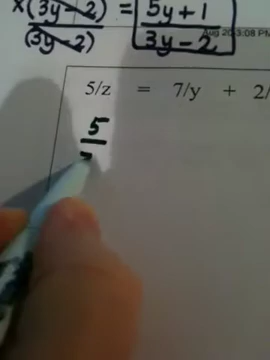 x(3y-2) = 5y+1
(3y-2) 3y-2
5/z = 7/y + 2/
5